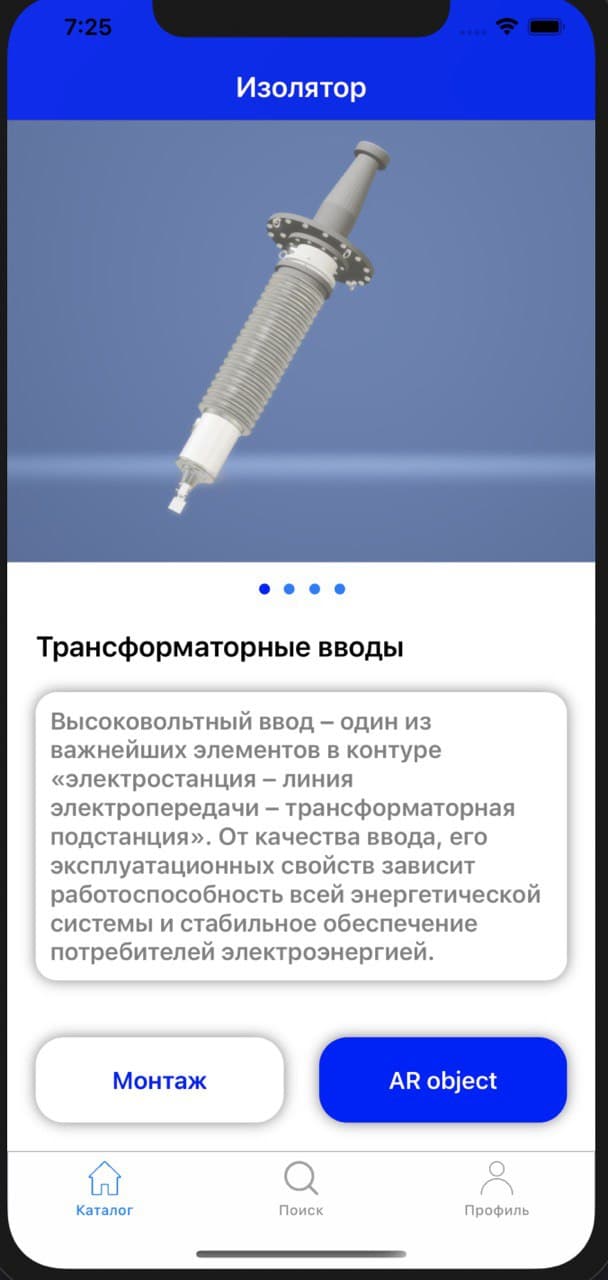 7:25
Изолятор
Трансформаторные вводы
Высоковольтный ввод – один из
важнейших элементов в контуре
«электростанция – линия
электропередачи – трансформаторная
подстанция». От качества ввода, его
эксплуатационных свойств зависит
работоспособность всей энергетической
системы и стабильное обеспечение
потребителей электроэнергией.
Монтаж
AR object
Каталог
Поиск
Профиль